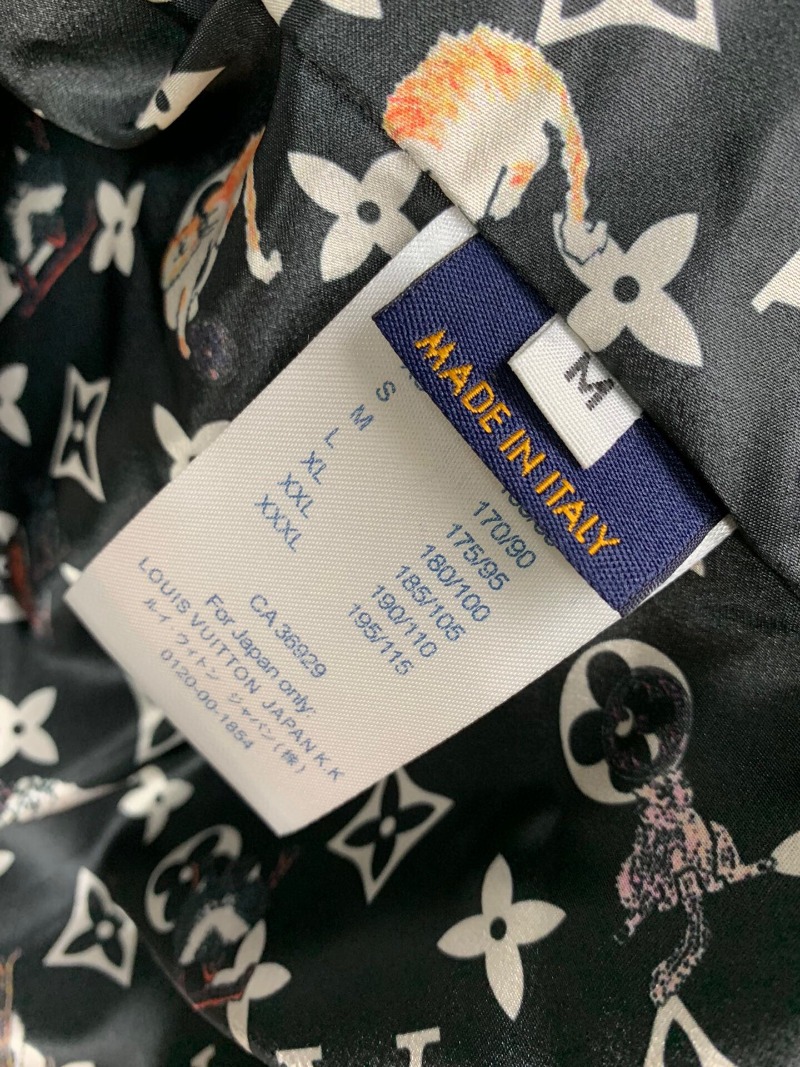 MADE IN ITALY
M
S 170/90
M 175/95
L 180/100
XL 185/105
XXL 190/110
XXXL 195/115
CA 36929
For Japan only:
LOUIS VUITTON JAPAN K.K
ルイ ヴィトン ジャパン(株)
0120-00-1854